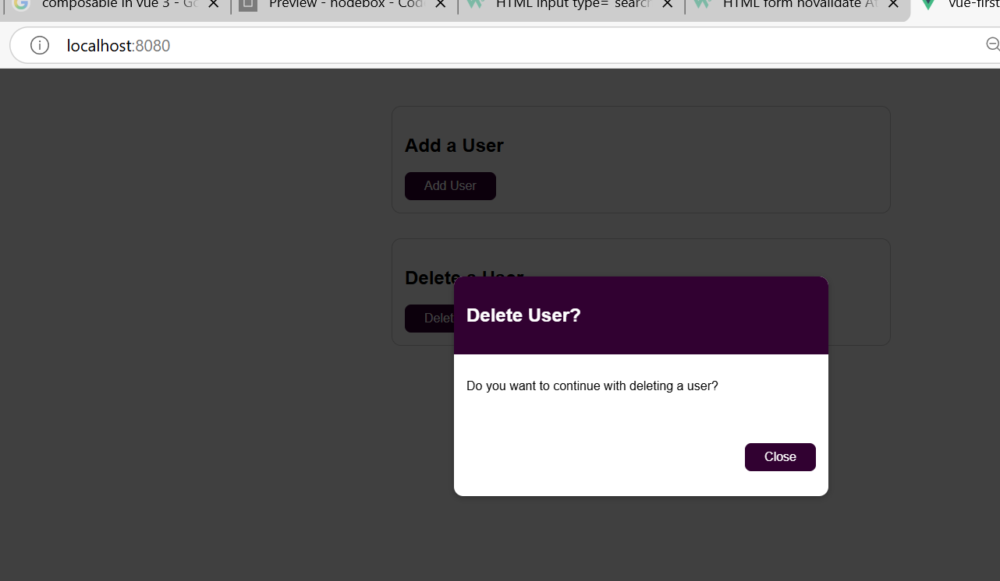 composable in vue 3 - Go
Preview - nodebox - Cod
HTML input type="search
HTML form novalidate At
vue-first
localhost:8080
Add a User
Add User
Delete a User
Delet
Delete User?
Do you want to continue with deleting a user?
Close